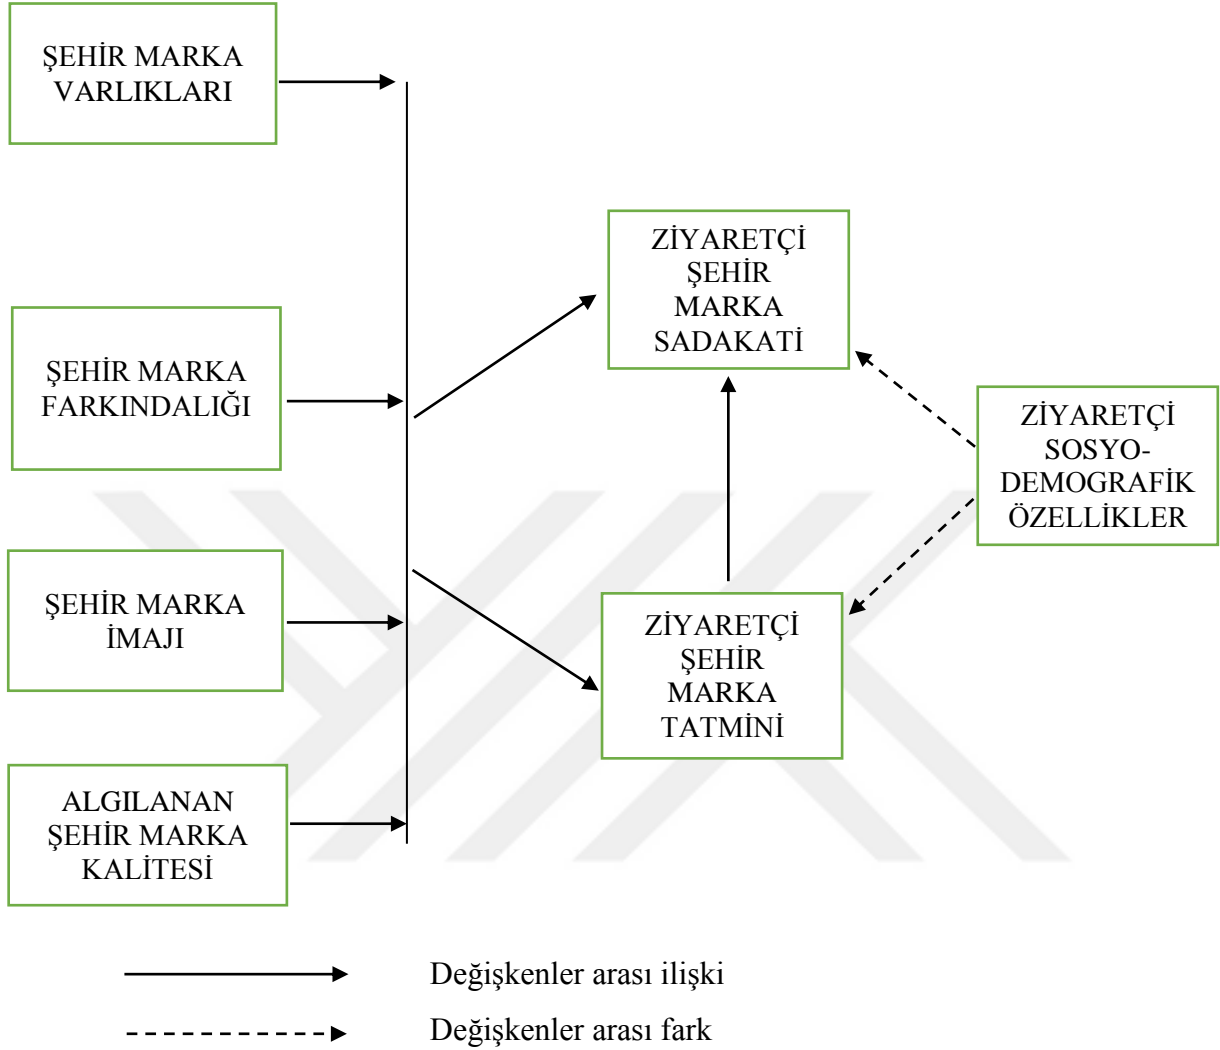 ŞEHİR MARKA
VARLIKLARI
ZİYARETÇİ
ŞEHİR
MARKA
SADAKATİ
ŞEHİR MARKA
FARKINDALIĞI
ZİYARETÇİ
SOSYO-
DEMOGRAFİK
ÖZELLİKLER
ŞEHİR MARKA
İMAJI
ZİYARETÇİ
ŞEHİR
MARKA
TATMİNİ
ALGILANAN
ŞEHİR MARKA
KALİTESİ
Değişkenler arası ilişki
Değişkenler arası fark